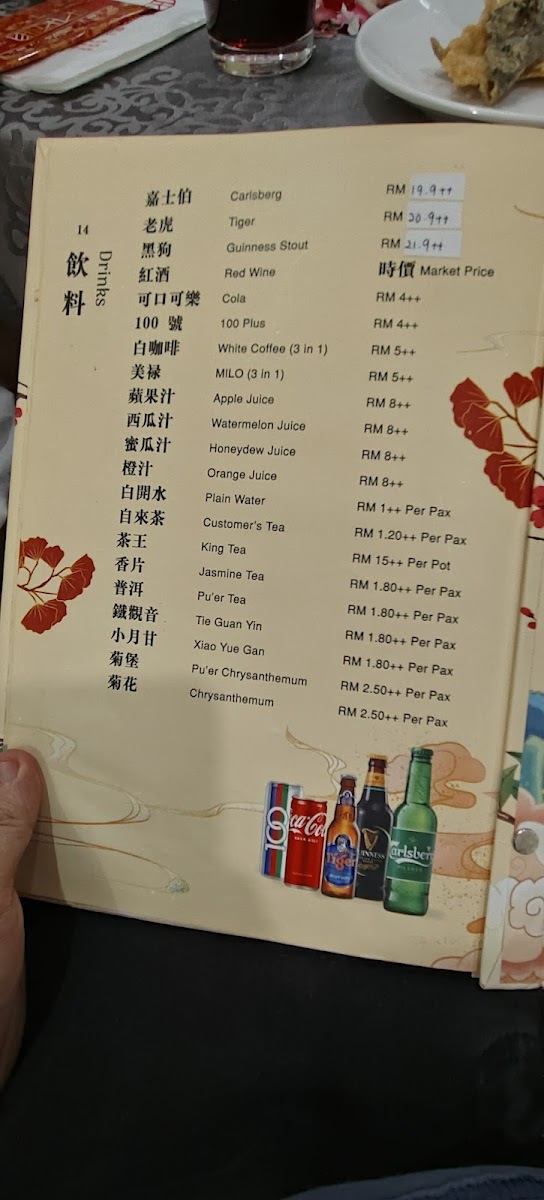 14
飲料 Drinks
嘉士伯 Carlsberg RM 19.9++
老虎 Tiger RM 20.9++
黑狗 Guinness Stout RM 21.9++
紅酒 Red Wine 時價 Market Price
可口可樂 Cola RM 4++
100 號 100 Plus RM 4++
白咖啡 White Coffee (3 in 1) RM 5++
美禄 MILO (3 in 1) RM 5++
蘋果汁 Apple Juice RM 8++
西瓜汁 Watermelon Juice RM 8++
蜜瓜汁 Honeydew Juice RM 8++
橙汁 Orange Juice RM 8++
白開水 Plain Water RM 1++ Per Pax
自來茶 Customer's Tea RM 1.20++ Per Pax
茶王 King Tea RM 15++ Per Pot
香片 Jasmine Tea RM 1.80++ Per Pax
普洱 Pu'er Tea RM 1.80++ Per Pax
鐵觀音 Tie Guan Yin RM 1.80++ Per Pax
小月甘 Xiao Yue Gan RM 1.80++ Per Pax
菊堡 Pu'er Chrysanthemum RM 2.50++ Per Pax
菊花 Chrysanthemum RM 2.50++ Per Pax
100
Coca-Cola
Tiger
GUINNESS
Carlsberg